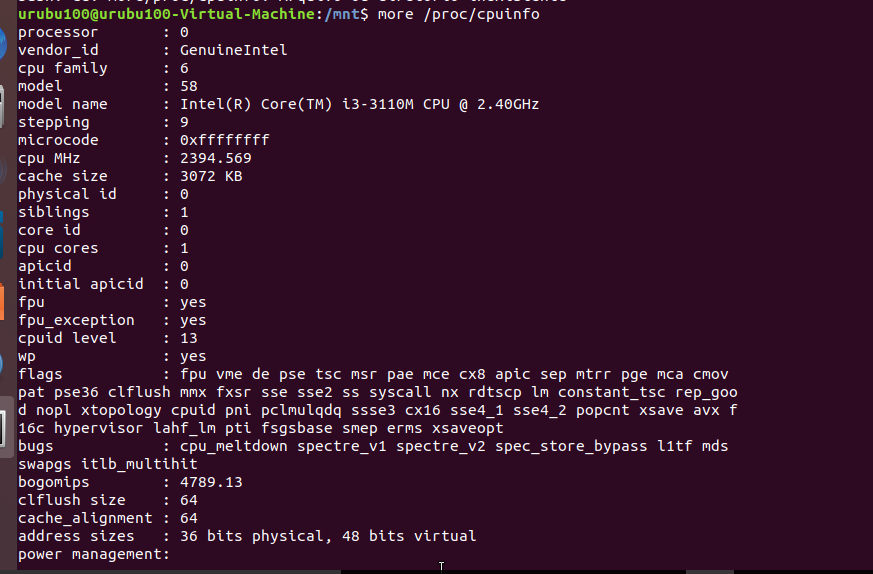 urubu100@urubu100-Virtual-Machine:/mnt$ more /proc/cpuinfo
processor       : 0
vendor_id       : GenuineIntel
cpu family      : 6
model           : 58
model name      : Intel(R) Core(TM) i3-3110M CPU @ 2.40GHz
stepping        : 9
microcode       : 0xffffffff
cpu MHz         : 2394.569
cache size      : 3072 KB
physical id     : 0
siblings        : 1
core id         : 0
cpu cores       : 1
apicid          : 0
initial apicid  : 0
fpu             : yes
fpu_exception   : yes
cpuid level     : 13
wp              : yes
flags           : fpu vme de pse tsc msr pae mce cx8 apic sep mtrr pge mca cmov
pat pse36 clflush mmx fxsr sse sse2 ss syscall nx rdtscp lm constant_tsc rep_goo
d nopl xtopology cpuid pni pclmulqdq ssse3 cx16 sse4_1 sse4_2 popcnt xsave avx f
16c hypervisor lahf_lm pti fsgsbase smep erms xsaveopt
bugs            : cpu_meltdown spectre_v1 spectre_v2 spec_store_bypass l1tf mds
swapgs itlb_multihit
bogomips        : 4789.13
clflush size    : 64
cache_alignment : 64
address sizes   : 36 bits physical, 48 bits virtual
power management: